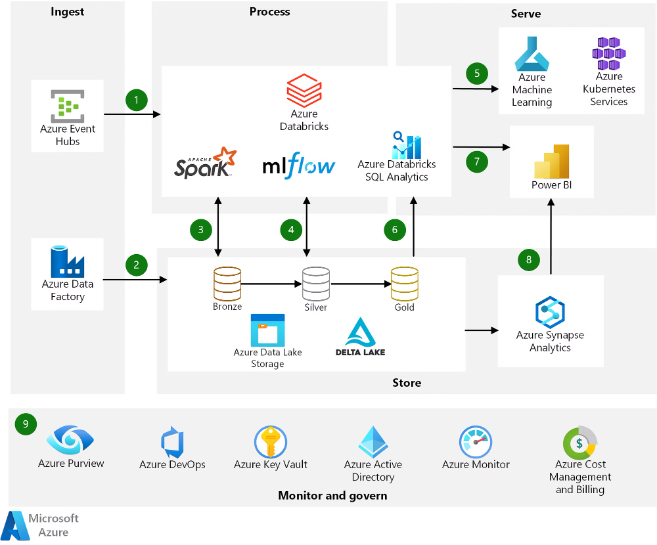 Ingest
Process
Serve
1
Azure Event
Hubs
Azure
Databricks
APACHE
Spark
mlflow
Azure Databricks
SQL Analytics
5
Azure
Machine
Learning
Azure
Kubernetes
Services
7
Power BI
3
4
6
8
2
Azure Data
Factory
Bronze
Silver
Gold
Azure Data Lake
Storage
DELTA LAKE
Azure Synapse
Analytics
Store
9
Azure Purview
Azure DevOps
Azure Key Vault
Azure Active
Directory
Azure Monitor
$
Azure Cost
Management
and Billing
Monitor and govern
Microsoft
Azure